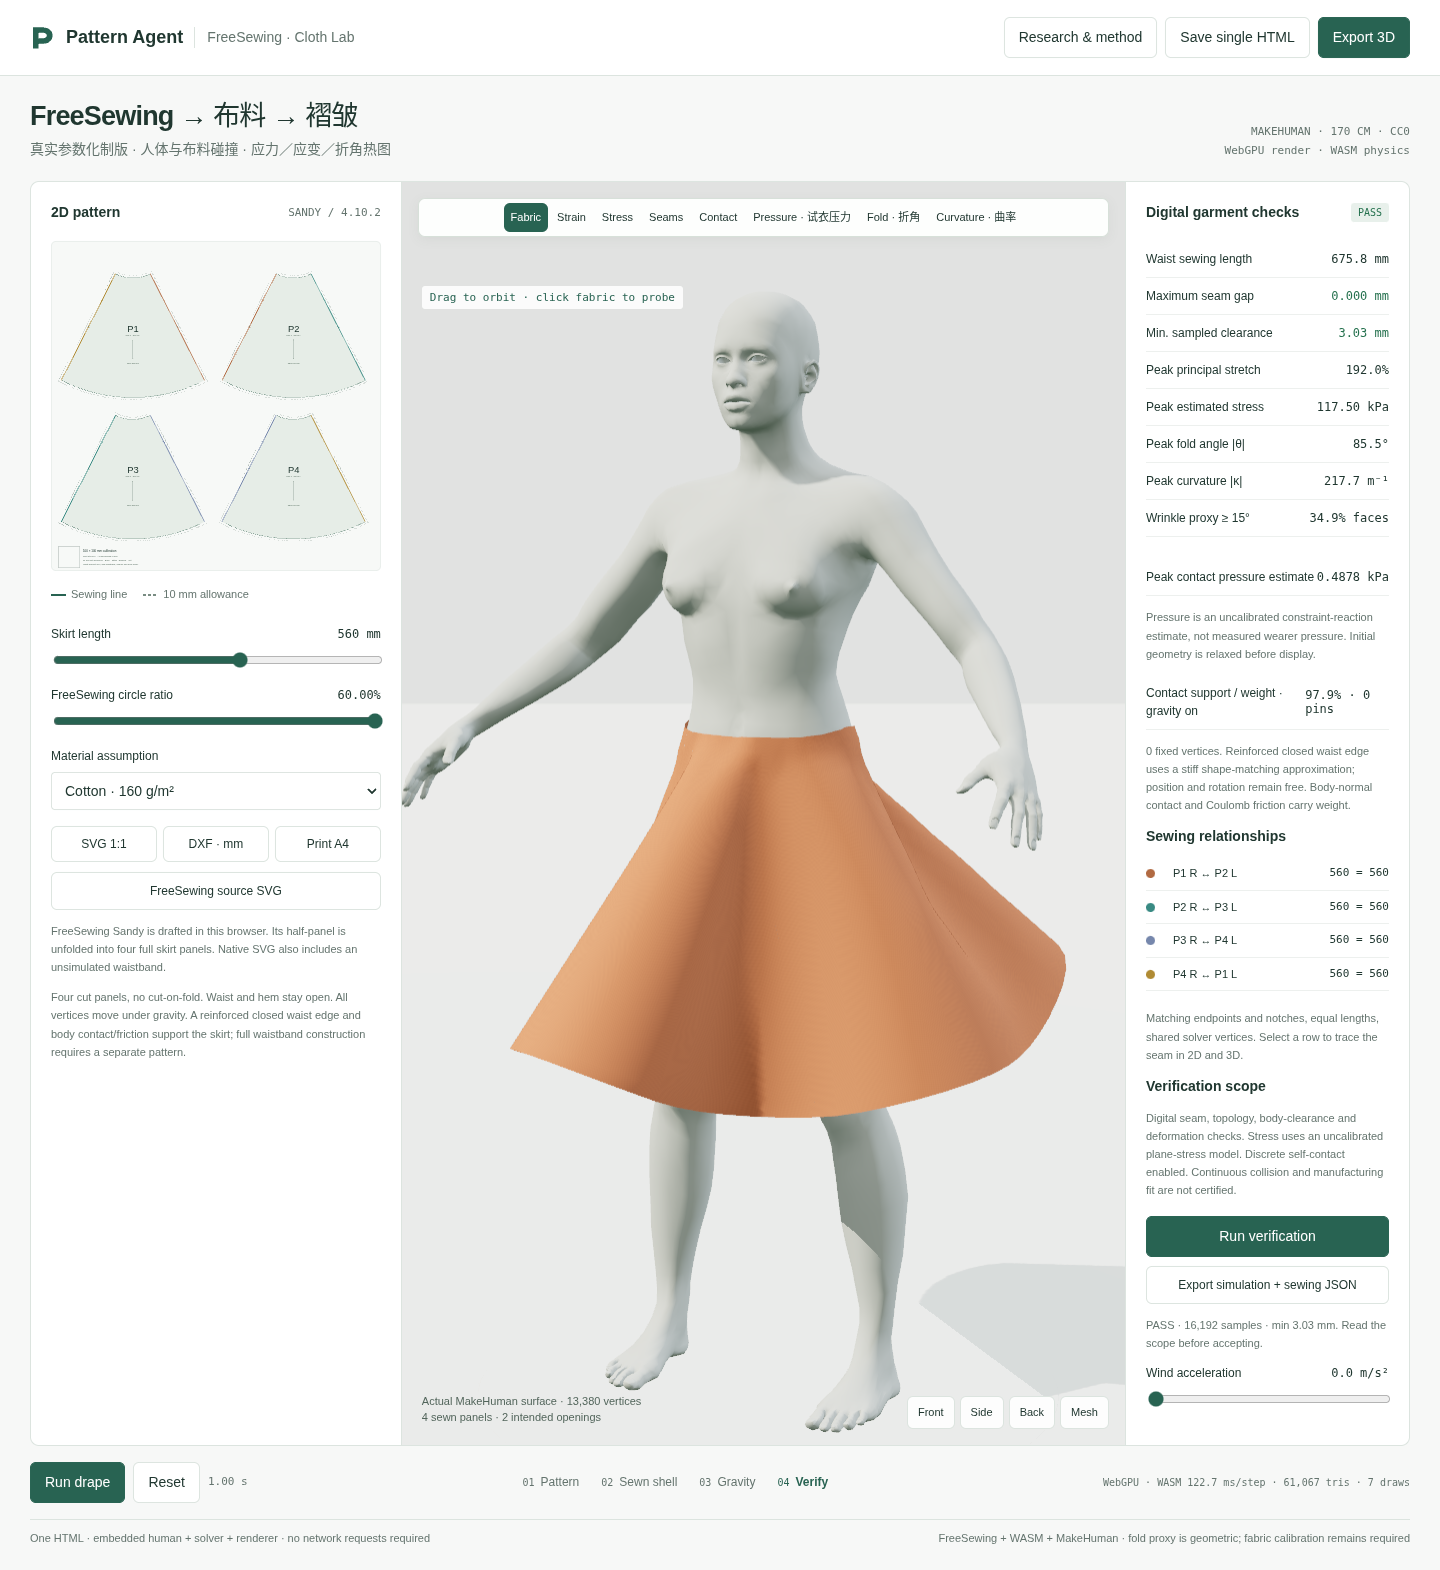 Pattern Agent
FreeSewing · Cloth Lab
Research & method
Save single HTML
Export 3D
FreeSewing → 布料 → 褶皱
真实参数化制版 · 人体与布料碰撞 · 应力／应变／折角热图
MAKEHUMAN · 170 CM · CC0
WebGPU render · WASM physics
2D pattern
SANDY / 4.10.2
P1
P2
P3
P4
Sewing line
10 mm allowance
Skirt length
560 mm
FreeSewing circle ratio
60.00%
Material assumption
Cotton · 160 g/m²
SVG 1:1
DXF · mm
Print A4
FreeSewing source SVG
FreeSewing Sandy is drafted in this browser. Its half-panel is
unfolded into four full skirt panels. Native SVG also includes an
unsimulated waistband.
Four cut panels, no cut-on-fold. Waist and hem stay open. All
vertices move under gravity. A reinforced closed waist edge and
body contact/friction support the skirt; full waistband construction
requires a separate pattern.
Fabric
Strain
Stress
Seams
Contact
Pressure · 试衣压力
Fold · 折角
Curvature · 曲率
Drag to orbit · click fabric to probe
Actual MakeHuman surface · 13,380 vertices
4 sewn panels · 2 intended openings
Front
Side
Back
Mesh
Digital garment checks
PASS
Waist sewing length
675.8 mm
Maximum seam gap
0.000 mm
Min. sampled clearance
3.03 mm
Peak principal stretch
192.0%
Peak estimated stress
117.50 kPa
Peak fold angle |θ|
85.5°
Peak curvature |κ|
217.7 m⁻¹
Wrinkle proxy ≥ 15°
34.9% faces
Peak contact pressure estimate
0.4878 kPa
Pressure is an uncalibrated constraint-reaction
estimate, not measured wearer pressure. Initial
geometry is relaxed before display.
Contact support / weight ·
gravity on
97.9% · 0
pins
0 fixed vertices. Reinforced closed waist edge
uses a stiff shape-matching approximation;
position and rotation remain free. Body-normal
contact and Coulomb friction carry weight.
Sewing relationships
P1 R ↔ P2 L
560 = 560
P2 R ↔ P3 L
560 = 560
P3 R ↔ P4 L
560 = 560
P4 R ↔ P1 L
560 = 560
Matching endpoints and notches, equal lengths,
shared solver vertices. Select a row to trace the
seam in 2D and 3D.
Verification scope
Digital seam, topology, body-clearance and
deformation checks. Stress uses an uncalibrated
plane-stress model. Discrete self-contact
enabled. Continuous collision and manufacturing
fit are not certified.
Run verification
Export simulation + sewing JSON
PASS · 16,192 samples · min 3.03 mm. Read the
scope before accepting.
Wind acceleration
0.0 m/s²
Run drape
Reset
1.00 s
01 Pattern
02 Sewn shell
03 Gravity
04 Verify
WebGPU · WASM 122.7 ms/step · 61,067 tris · 7 draws
One HTML · embedded human + solver + renderer · no network requests required
FreeSewing + WASM + MakeHuman · fold proxy is geometric; fabric calibration remains required